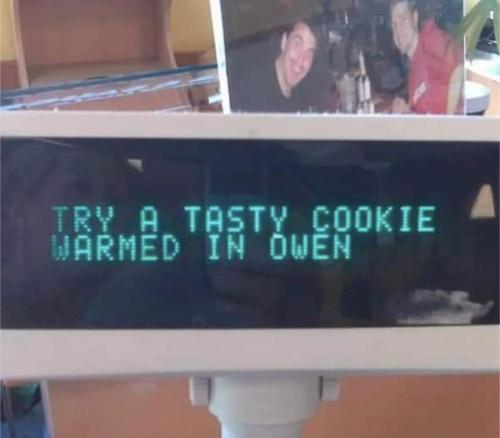 TRY A TASTY COOKIE
WARMED IN OWEN